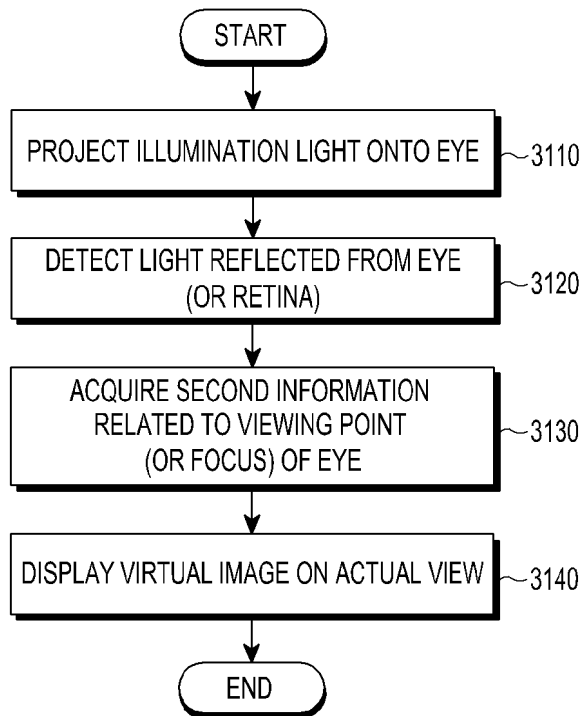 START
PROJECT ILLUMINATION LIGHT ONTO EYE
3110
DETECT LIGHT REFLECTED FROM EYE
(OR RETINA)
3120
ACQUIRE SECOND INFORMATION
RELATED TO VIEWING POINT
(OR FOCUS) OF EYE
3130
DISPLAY VIRTUAL IMAGE ON ACTUAL VIEW
3140
END